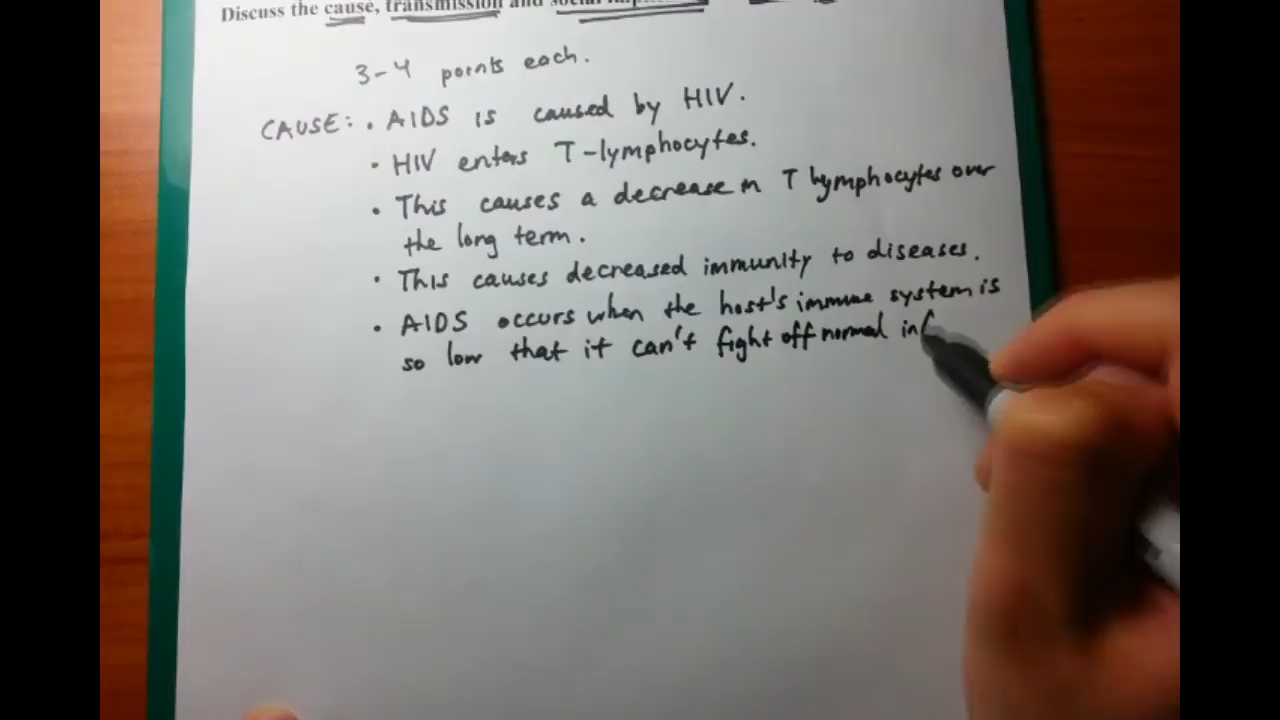 Discuss the cause, transmission and social
3-4 points each.
CAUSE: • AIDS is caused by HIV.
• HIV enters T-lymphocytes.
• This causes a decrease in T lymphocytes over
the long term.
• This causes decreased immunity to diseases.
• AIDS occurs when the host's immune system is
so low that it can't fight off normal inf